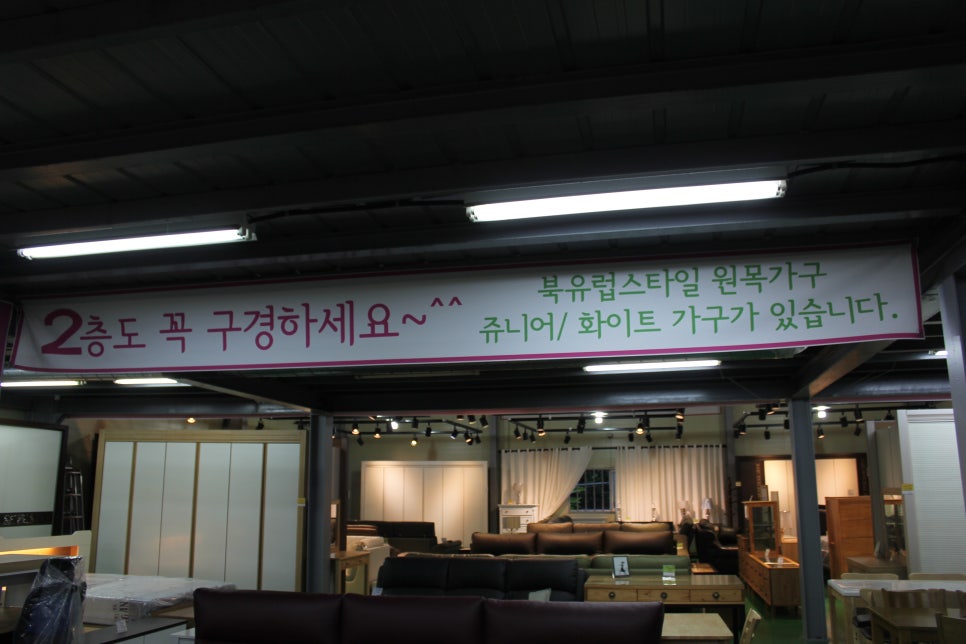 2층도 꼭 구경하세요~^^
북유럽스타일 원목가구
쥬니어/ 화이트 가구가 있습니다.